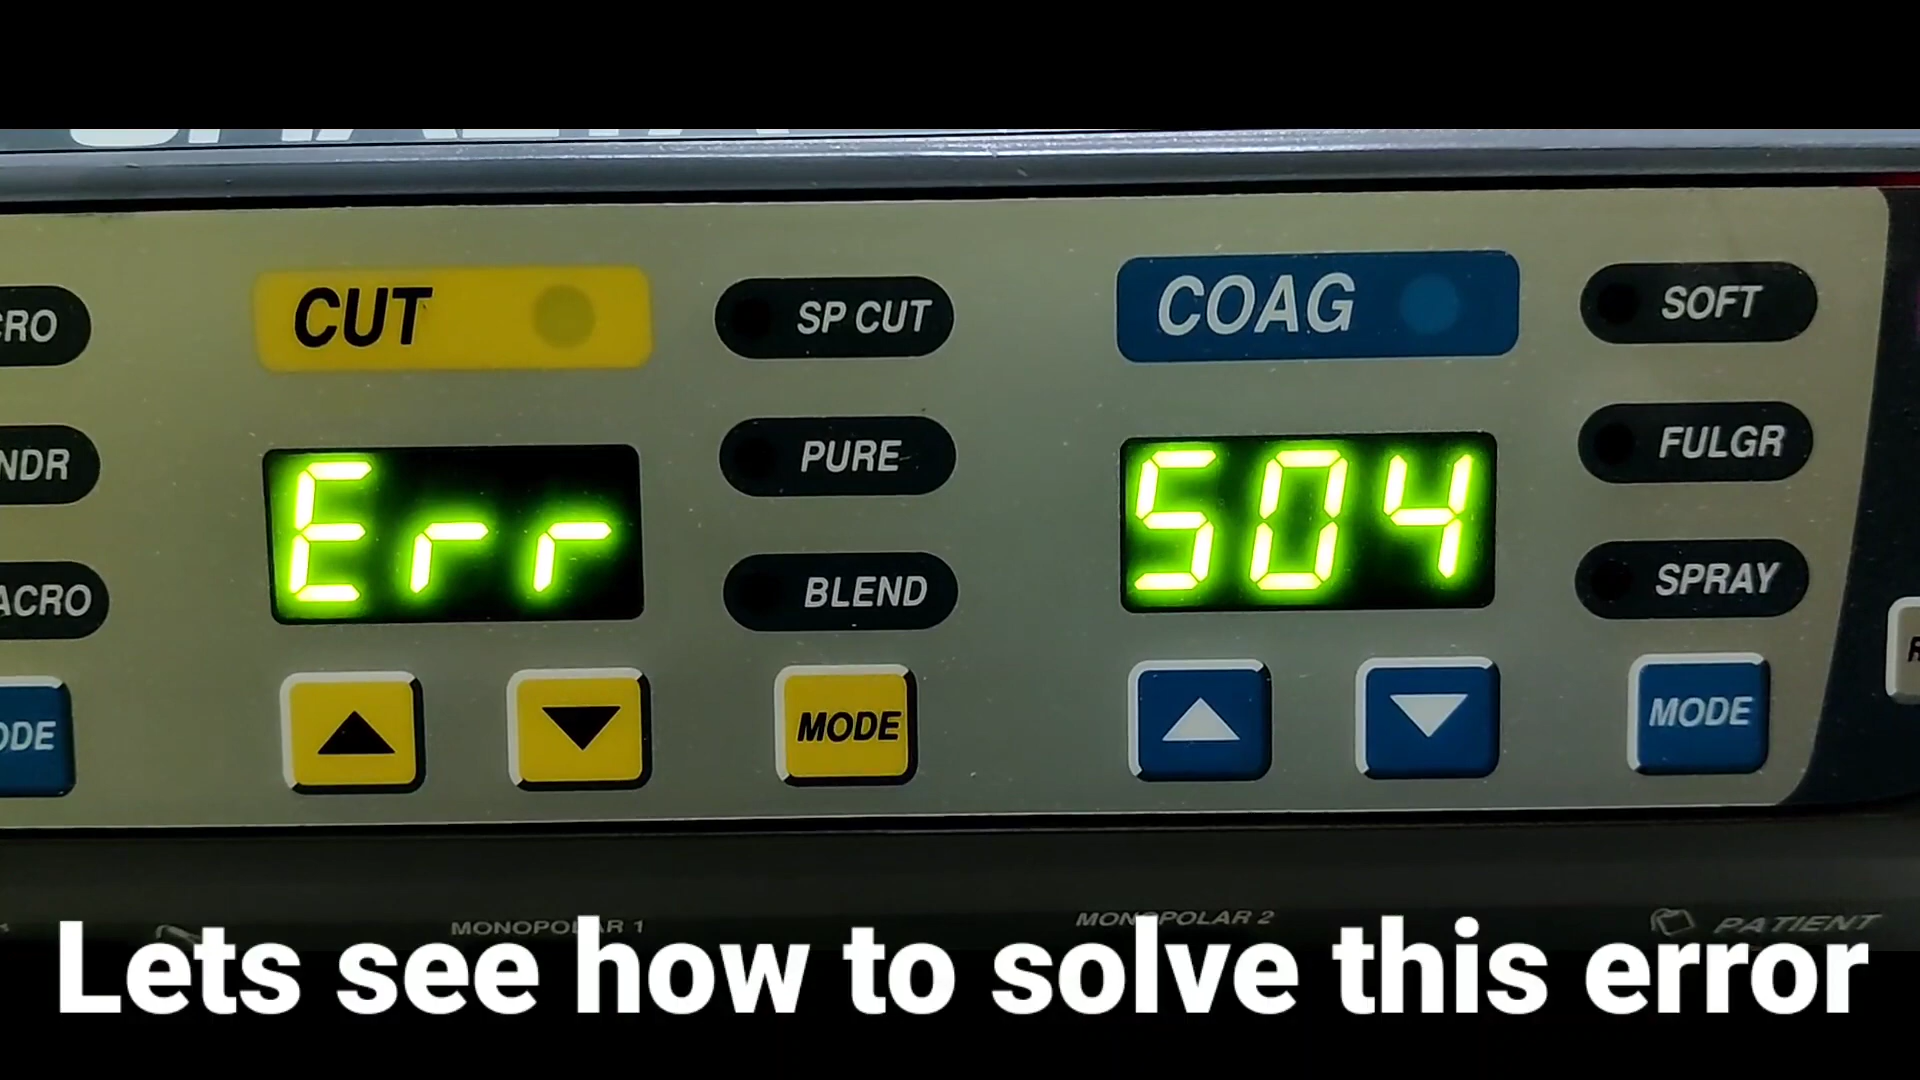 CUT
SP CUT
COAG
SOFT
PURE
FULGR
Err
504
BLEND
SPRAY
MODE
MODE
MONOPOLAR 1
MONOPOLAR 2
PATIENT
Lets see how to solve this error